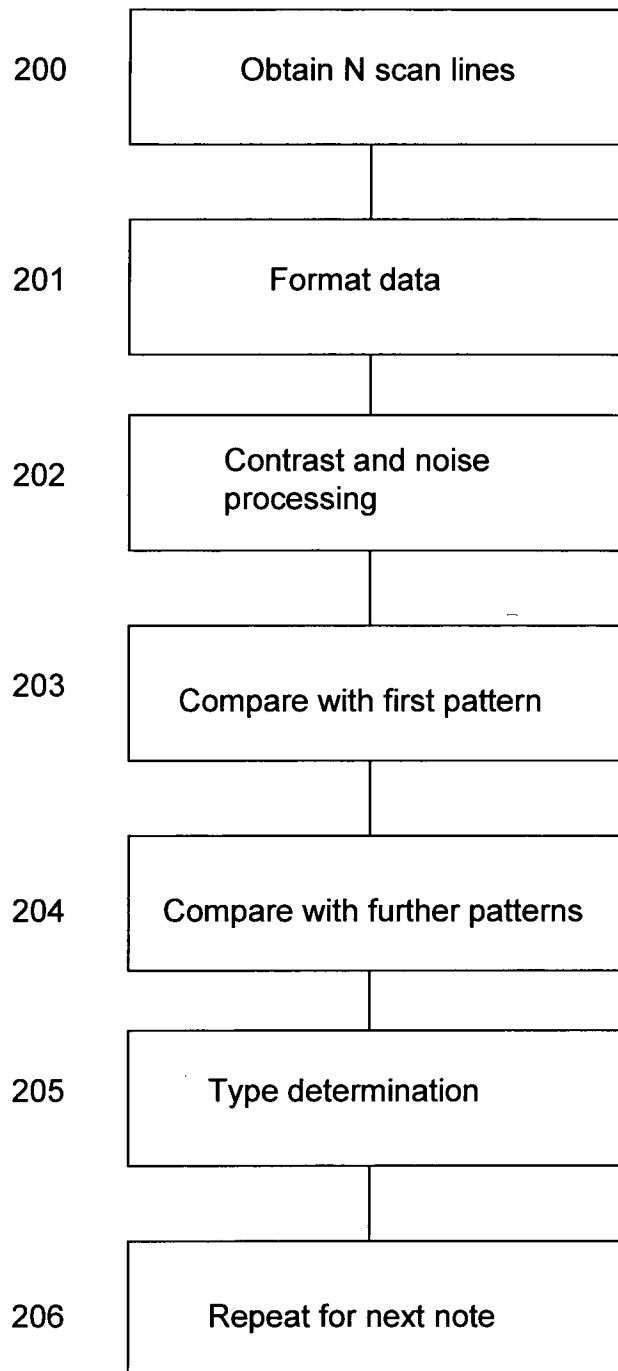 200 Obtain N scan lines
201 Format data
202 Contrast and noise
processing
203 Compare with first pattern
204 Compare with further patterns
205 Type determination
206 Repeat for next note